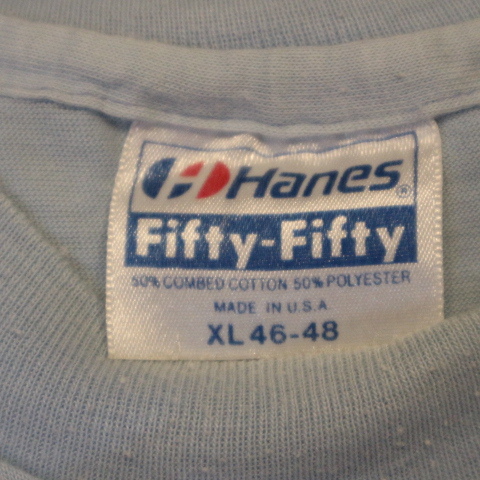 Hanes®
Fifty-Fifty
50% COMBED COTTON 50% POLYESTER
MADE IN U.S.A.
XL 46-48